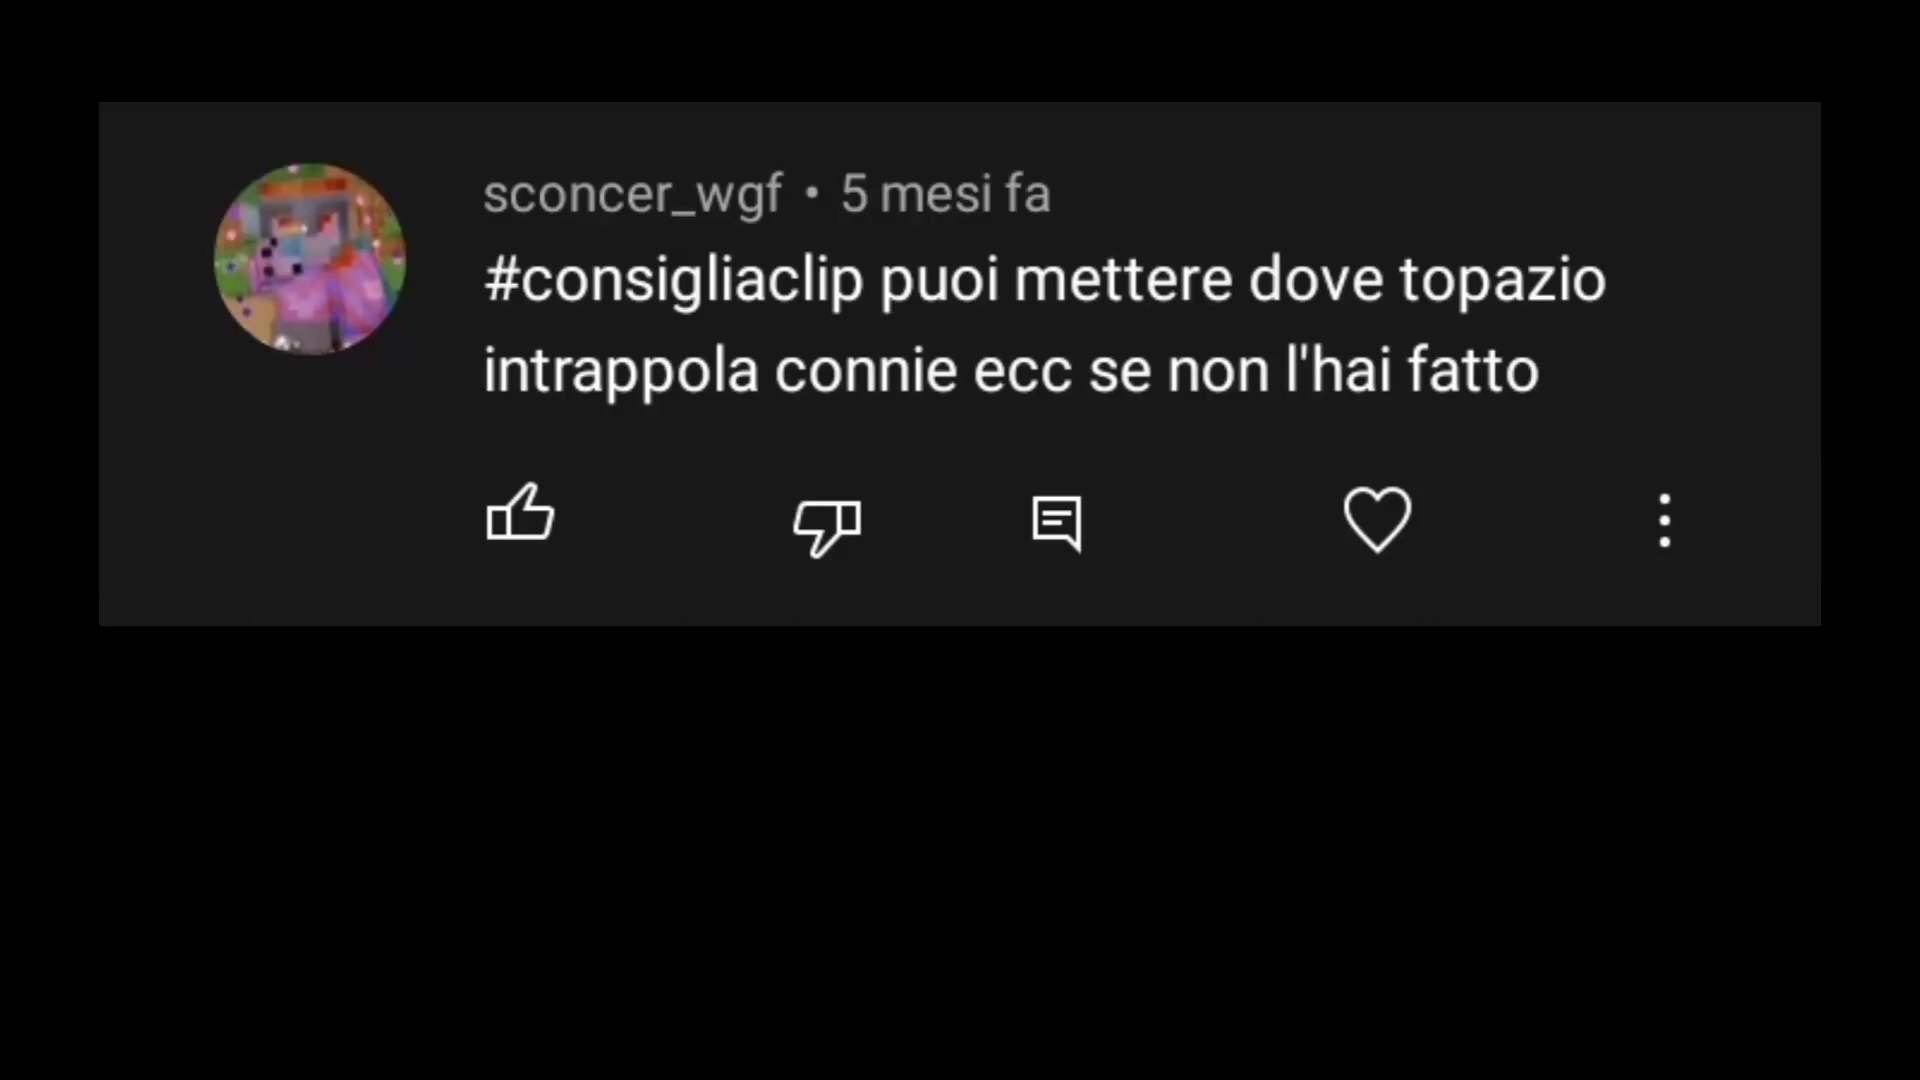 sconcer_wgf • 5 mesi fa
#consigliaclip puoi mettere dove topazio
intrappola connie ecc se non l'hai fatto